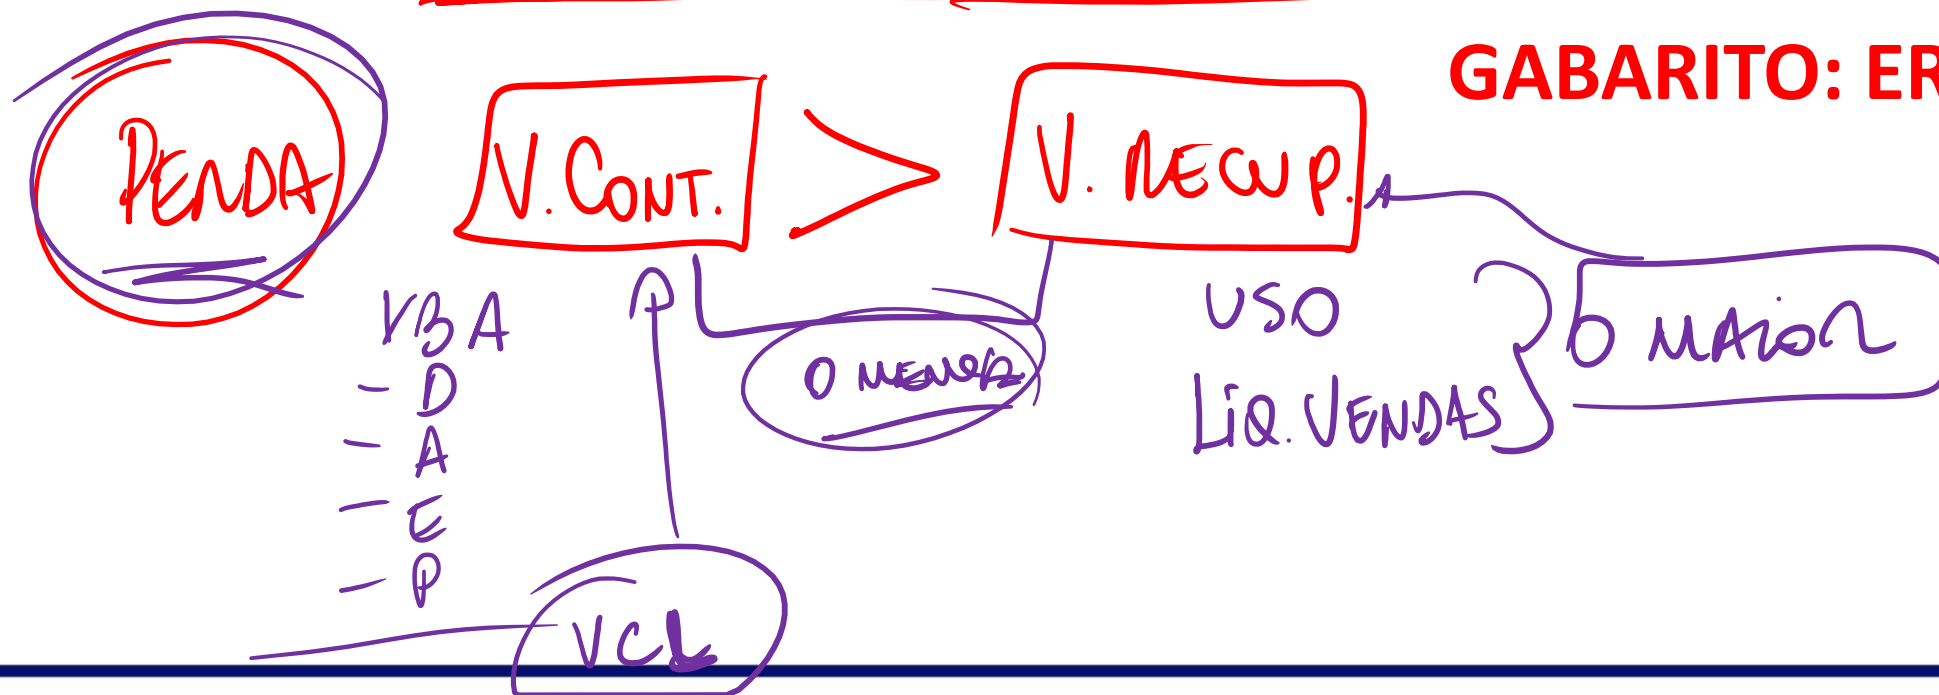 GABARITO: ER
PERDA V. CONT. > V. RECUP.
VBA
- D
- A
- E
- P
VCL
O MENOR
USO
LIQ. VENDAS
O MAIOR